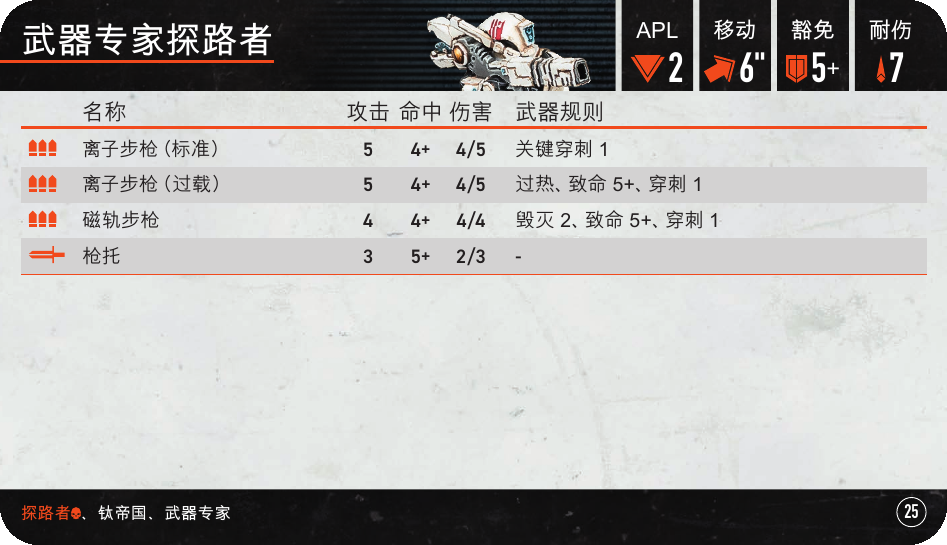 武器专家探路者
APL 移动 豁免 耐伤
2 6" 5+ 7
名称 攻击 命中 伤害 武器规则
离子步枪（标准） 5 4+ 4/5 关键穿刺 1
离子步枪（过载） 5 4+ 4/5 过热、致命 5+、穿刺 1
磁轨步枪 4 4+ 4/4 毁灭 2、致命 5+、穿刺 1
枪托 3 5+ 2/3 -
探路者、钛帝国、武器专家 25